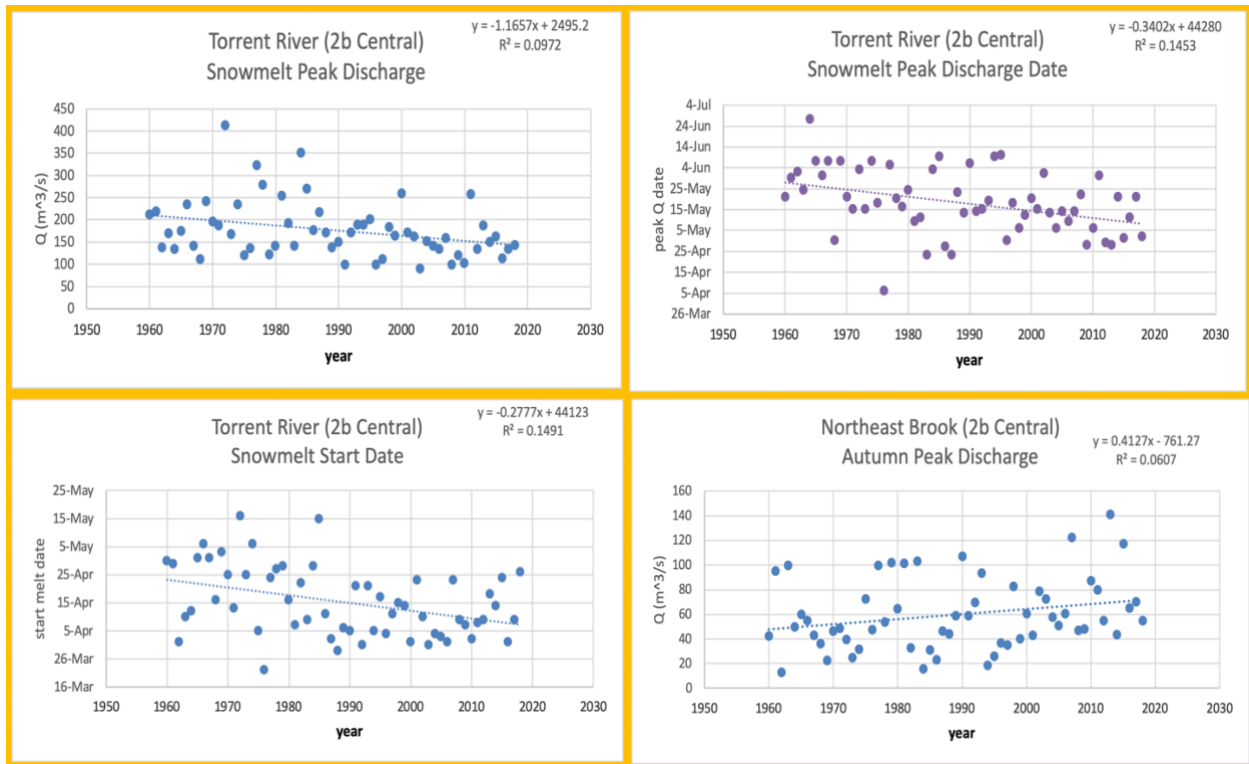 Torrent River (2b Central)
Snowmelt Peak Discharge
y = -1.1657x + 2495.2
R² = 0.0972
Q (m^3/s)
450
400
350
300
250
200
150
100
50
0
1950 1960 1970 1980 1990 2000 2010 2020 2030
year
Torrent River (2b Central)
Snowmelt Peak Discharge Date
y = -0.3402x + 44280
R² = 0.1453
peak Q date
4-Jul
24-Jun
14-Jun
4-Jun
25-May
15-May
5-May
25-Apr
15-Apr
5-Apr
26-Mar
1950 1960 1970 1980 1990 2000 2010 2020 2030
year
Torrent River (2b Central)
Snowmelt Start Date
y = -0.2777x + 44123
R² = 0.1491
start melt date
25-May
15-May
5-May
25-Apr
15-Apr
5-Apr
26-Mar
16-Mar
1950 1960 1970 1980 1990 2000 2010 2020 2030
year
Northeast Brook (2b Central)
Autumn Peak Discharge
y = 0.4127x - 761.27
R² = 0.0607
Q (m^3/s)
160
140
120
100
80
60
40
20
0
1950 1960 1970 1980 1990 2000 2010 2020 2030
year